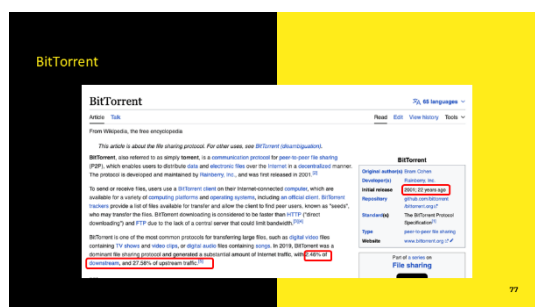 BitTorrent
BitTorrent
65 languages
Article Talk
Read Edit View history Tools
From Wikipedia, the free encyclopedia
This article is about the file sharing protocol. For other uses, see BitTorrent (disambiguation).
BitTorrent, also referred to as simply torrent, is a communication protocol for peer-to-peer file sharing
(P2P), which enables users to distribute data and electronic files over the Internet in a decentralized manner.
The protocol is developed and maintained by Rainberry, Inc., and was first released in 2001.[2]
To send or receive files, users use a BitTorrent client on their Internet-connected computer, which are
available for a variety of computing platforms and operating systems, including an official client. BitTorrent
trackers provide a list of files available for transfer and allow the client to find peer users, known as "seeds",
who may transfer the files. BitTorrent downloading is considered to be faster than HTTP ("direct
downloading") and FTP due to the lack of a central server that could limit bandwidth.[3][4]
BitTorrent is one of the most common protocols for transferring large files, such as digital video files
containing TV shows and video clips, or digital audio files containing songs. In 2019, BitTorrent was a
dominant file sharing protocol and generated a substantial amount of Internet traffic, with 2.46% of
downstream, and 27.58% of upstream traffic.[5]
BitTorrent
Original author(s) Bram Cohen
Developer(s) Rainberry, Inc.
Initial release 2001; 22 years ago
Repository github.com/bittorrent
/bittorrent.org
Standard(s) The BitTorrent Protocol
Specification[1]
Type peer-to-peer file sharing
Website www.bittorrent.org
Part of a series on
File sharing
77